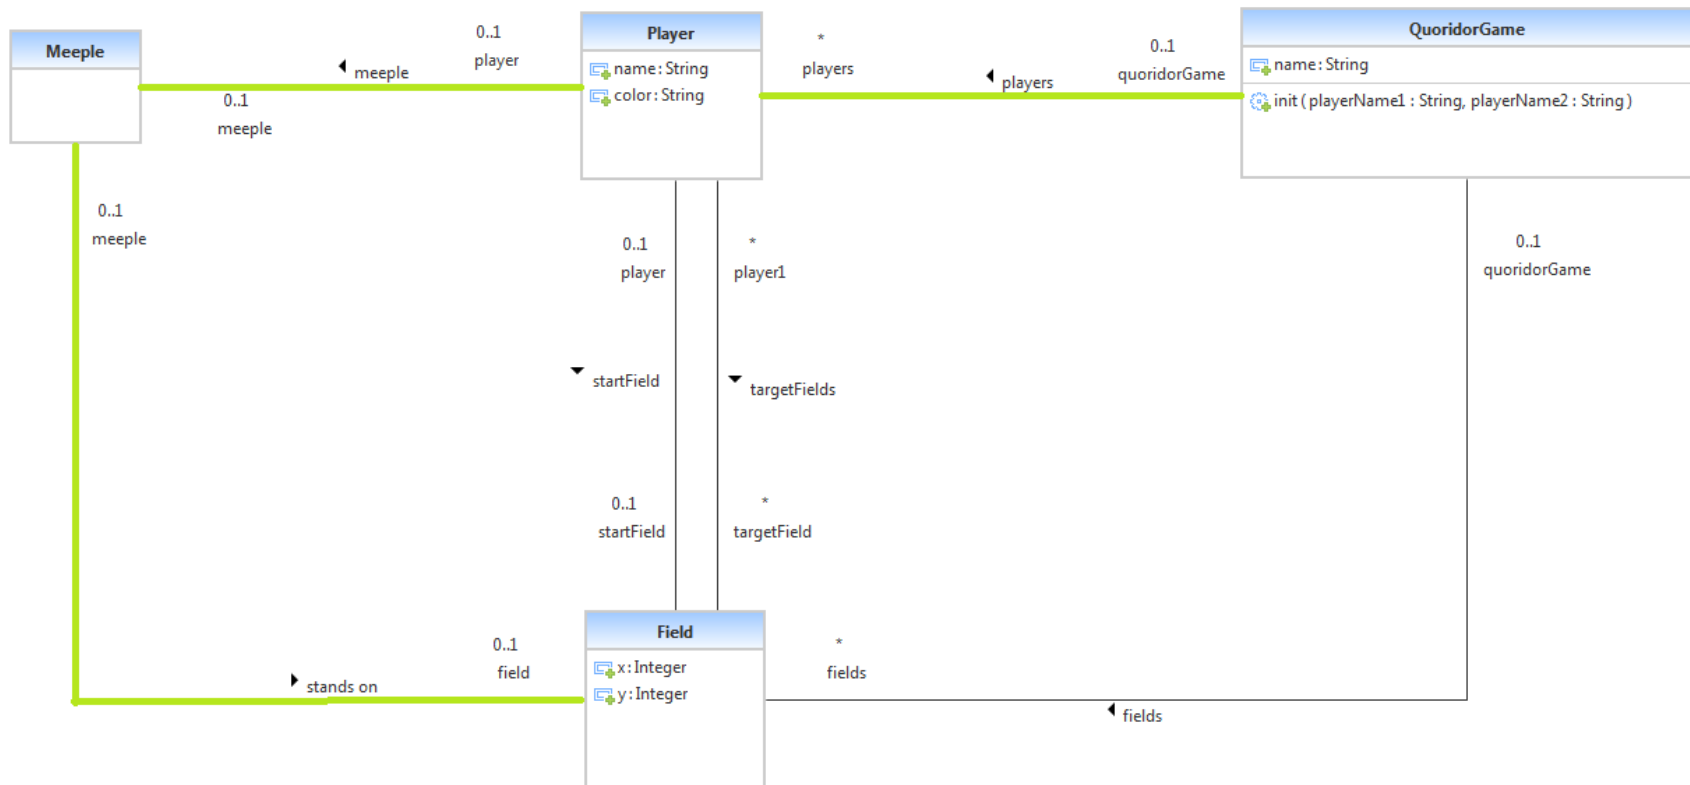 Meeple
0..1
player
meeple
0..1
meeple
Player
name : String
color : String
*
players
0..1
quoridorGame
players
QuoridorGame
name : String
init ( playerName1 : String, playerName2 : String )
0..1
meeple
0..1
player
*
player1
0..1
quoridorGame
startField
targetFields
0..1
startField
*
targetField
0..1
field
stands on
Field
x : Integer
y : Integer
*
fields
fields